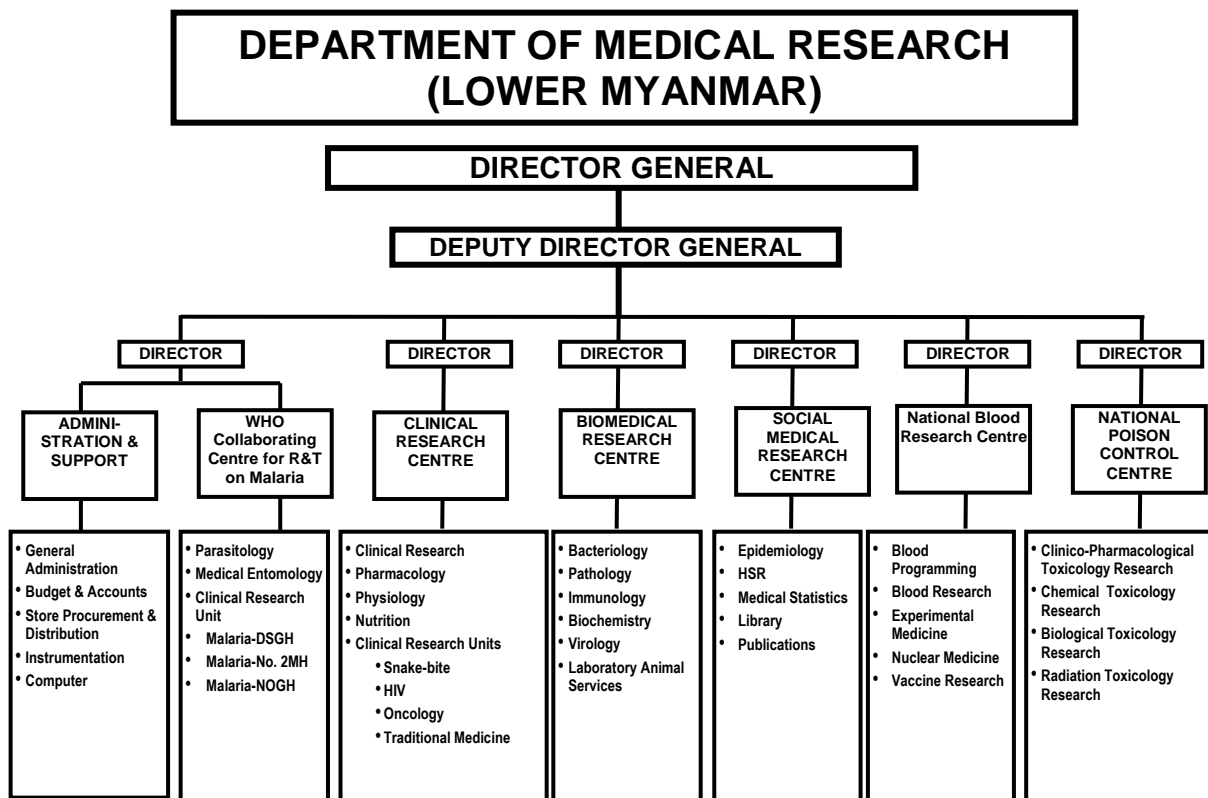 DEPARTMENT OF MEDICAL RESEARCH
(LOWER MYANMAR)
DIRECTOR GENERAL
DEPUTY DIRECTOR GENERAL
DIRECTOR
DIRECTOR
DIRECTOR
DIRECTOR
DIRECTOR
DIRECTOR
ADMINI-
STRATION &
SUPPORT
WHO
Collaborating
Centre for R&T
on Malaria
CLINICAL
RESEARCH
CENTRE
BIOMEDICAL
RESEARCH
CENTRE
SOCIAL
MEDICAL
RESEARCH
CENTRE
National Blood
Research Centre
NATIONAL
POISON
CONTROL
CENTRE
• General
Administration
• Budget & Accounts
• Store Procurement &
Distribution
• Instrumentation
• Computer
• Parasitology
• Medical Entomology
• Clinical Research
Unit
• Malaria-DSGH
• Malaria-No. 2MH
• Malaria-NOGH
• Clinical Research
• Pharmacology
• Physiology
• Nutrition
• Clinical Research Units
• Snake-bite
• HIV
• Oncology
• Traditional Medicine
• Bacteriology
• Pathology
• Immunology
• Biochemistry
• Virology
• Laboratory Animal
Services
• Epidemiology
• HSR
• Medical Statistics
• Library
• Publications
• Blood
Programming
• Blood Research
• Experimental
Medicine
• Nuclear Medicine
• Vaccine Research
• Clinico-Pharmacological
Toxicology Research
• Chemical Toxicology
Research
• Biological Toxicology
Research
• Radiation Toxicology
Research